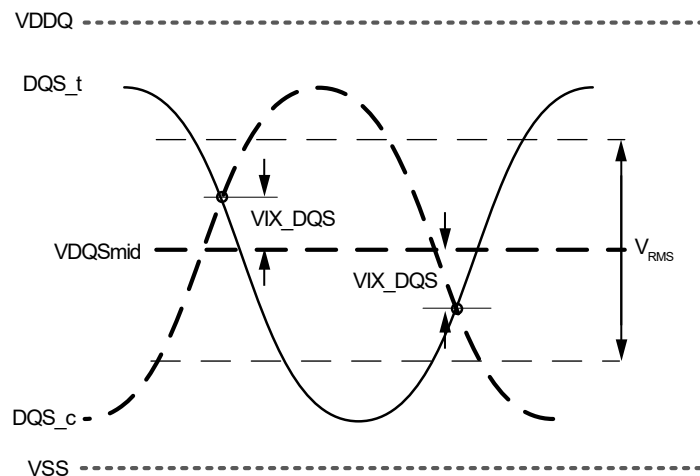 VDDQ
DQS_t
VIX_DQS
VDQSmid
VIX_DQS
VRMS
DQS_c
VSS